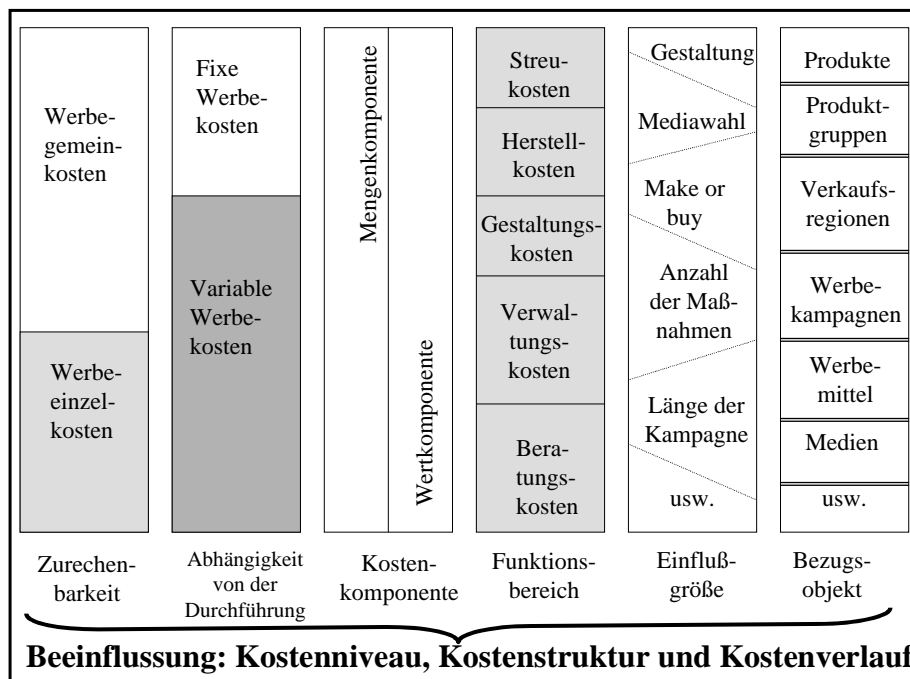 Werbe-
gemein-
kosten
Werbe-
einzel-
kosten
Zurechen-
barkeit
Fixe
Werbe-
kosten
Variable
Werbe-
kosten
Abhängigkeit
von der
Durchführung
Mengenkomponente
Wertkomponente
Kosten-
komponente
Streu-
kosten
Herstell-
kosten
Gestaltungs-
kosten
Verwal-
tungs-
kosten
Bera-
tungs-
kosten
Funktions-
bereich
Gestaltung
Mediawahl
Make or
buy
Anzahl
der Maß-
nahmen
Länge der
Kampagne
usw.
Einfluß-
größe
Produkte
Produkt-
gruppen
Verkaufs-
regionen
Werbe-
kampagnen
Werbe-
mittel
Medien
usw.
Bezugs-
objekt
Beeinflussung: Kostenniveau, Kostenstruktur und Kostenverlauf